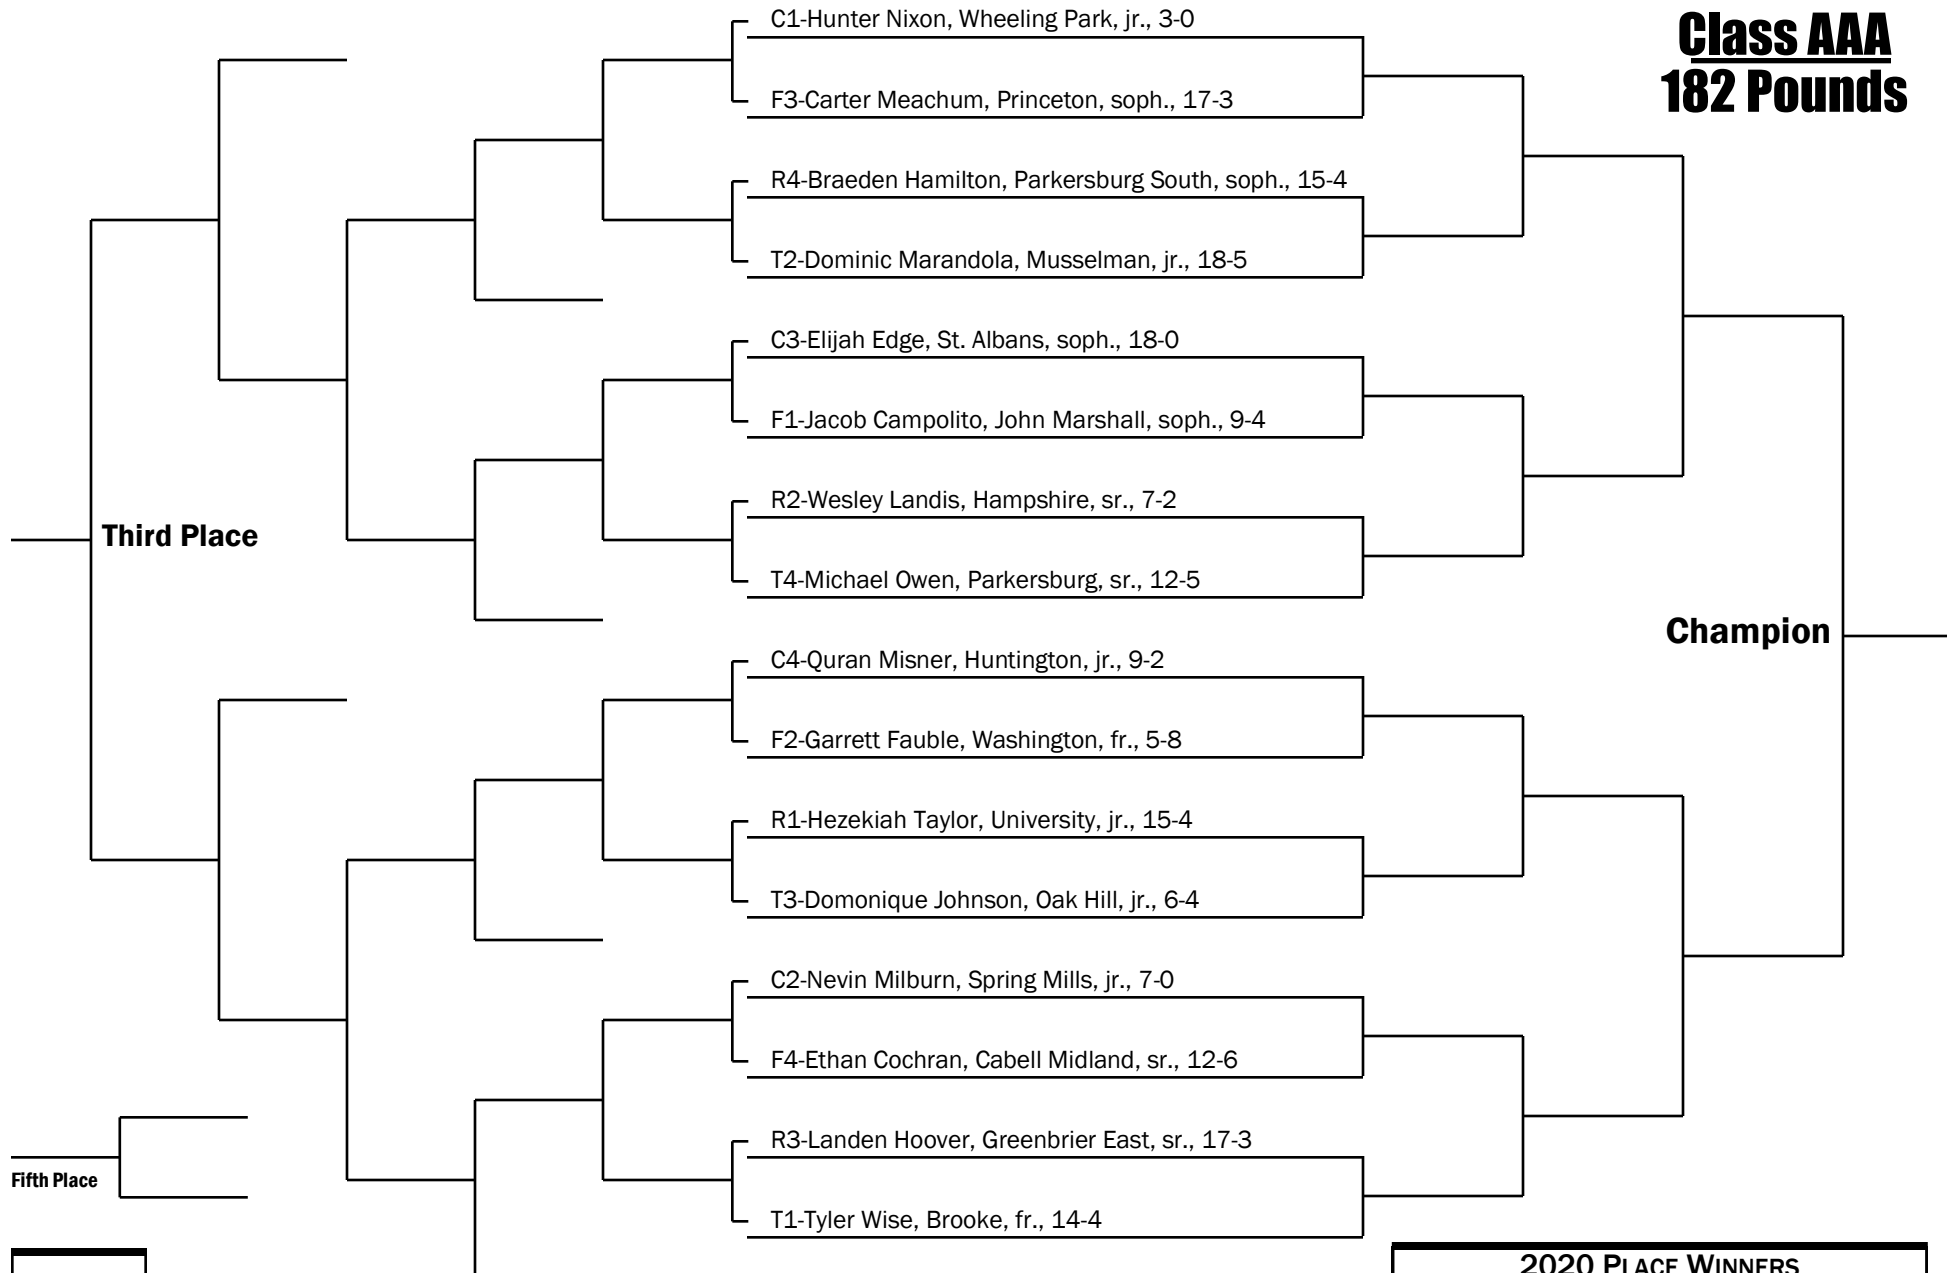 Class AAA
182 Pounds
C1-Hunter Nixon, Wheeling Park, jr., 3-0
F3-Carter Meachum, Princeton, soph., 17-3
R4-Braeden Hamilton, Parkersburg South, soph., 15-4
T2-Dominic Marandola, Musselman, jr., 18-5
C3-Elijah Edge, St. Albans, soph., 18-0
F1-Jacob Campolito, John Marshall, soph., 9-4
R2-Wesley Landis, Hampshire, sr., 7-2
Third Place
T4-Michael Owen, Parkersburg, sr., 12-5
Champion
C4-Quran Misner, Huntington, jr., 9-2
F2-Garrett Fauble, Washington, fr., 5-8
R1-Hezekiah Taylor, University, jr., 15-4
T3-Domonique Johnson, Oak Hill, jr., 6-4
C2-Nevin Milburn, Spring Mills, jr., 7-0
F4-Ethan Cochran, Cabell Midland, sr., 12-6
R3-Landen Hoover, Greenbrier East, sr., 17-3
Fifth Place
T1-Tyler Wise, Brooke, fr., 14-4
2020 PLACE WINNERS